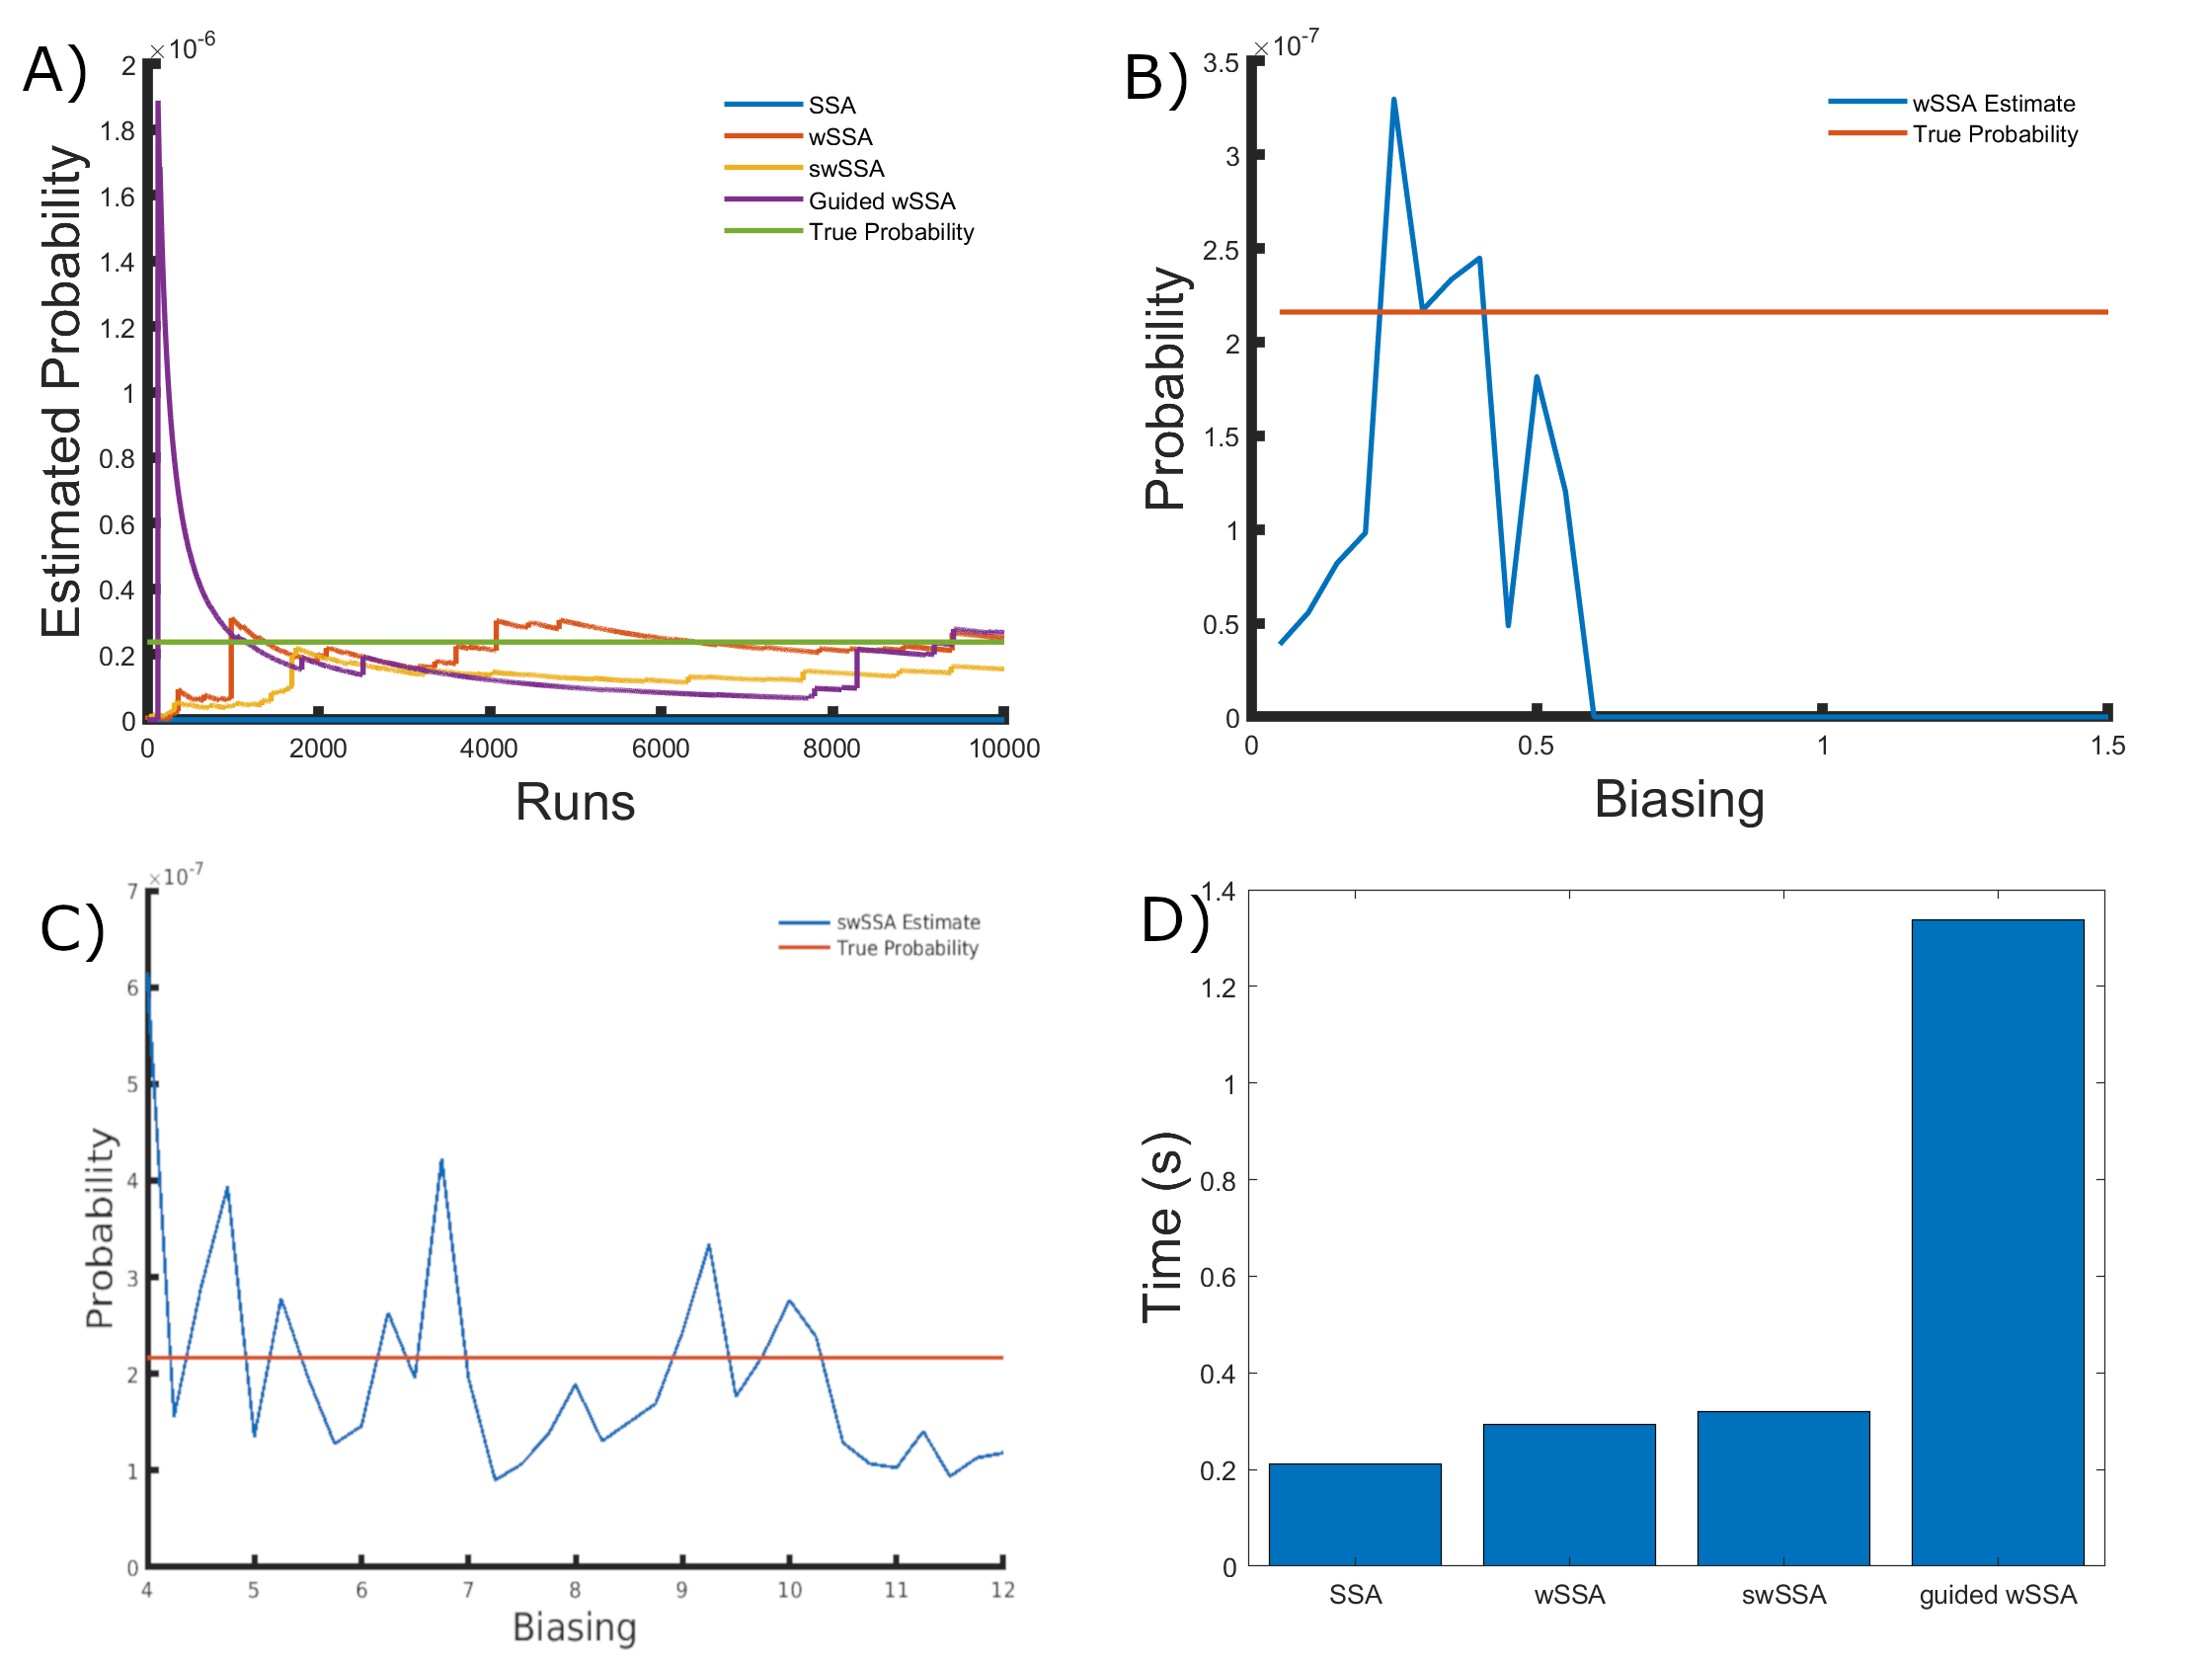 A)
×10-6
2
1.8
1.6
1.4
1.2
1
0.8
0.6
0.4
0.2
0
Estimated Probability
SSA
wSSA
swSSA
Guided wSSA
True Probability
0 2000 4000 6000 8000 10000
Runs
B)
×10-7
3.5
3
2.5
2
1.5
1
0.5
0
Probability
wSSA Estimate
True Probability
0 0.5 1 1.5
Biasing
C)
×10-7
7
6
5
4
3
2
1
0
Probability
swSSA Estimate
True Probability
4 5 6 7 8 9 10 11 12
Biasing
D)
1.4
1.2
1
0.8
0.6
0.4
0.2
0
Time (s)
SSA wSSA swSSA guided wSSA